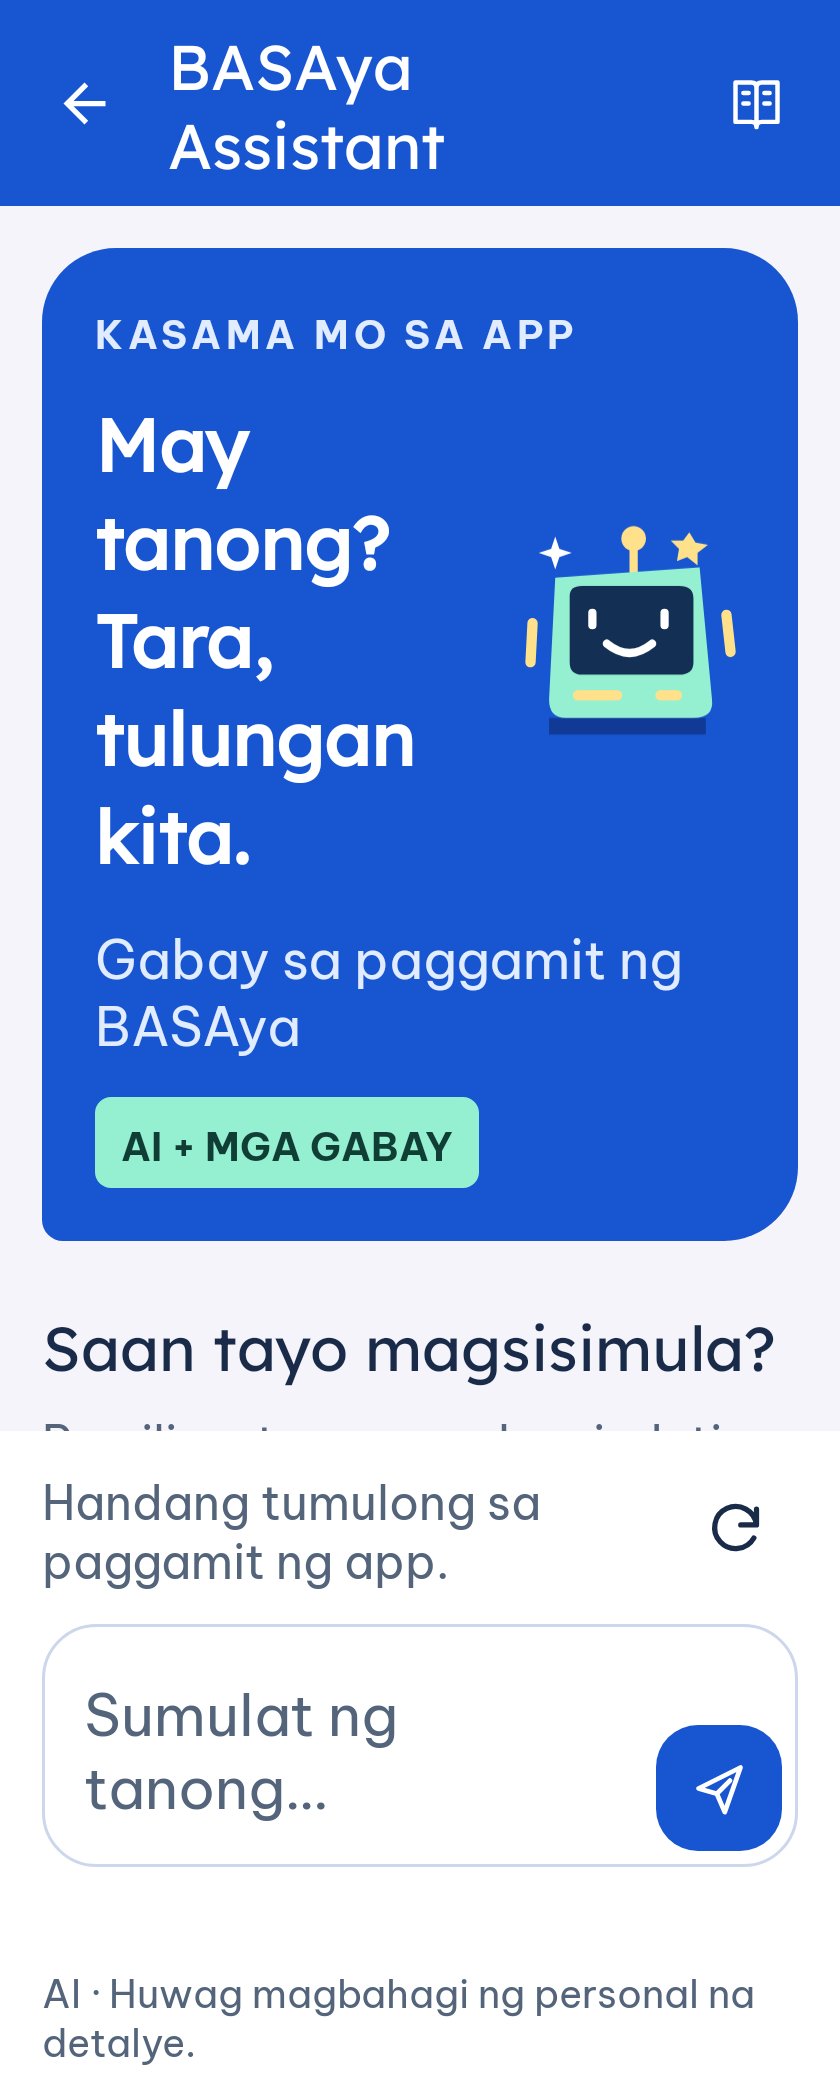 BASAya
Assistant
KASAMA MO SA APP
May
tanong?
Tara,
tulungan
kita.
Gabay sa paggamit ng
BASAya
AI + MGA GABAY
Saan tayo magsisimula?
Handang tumulong sa
paggamit ng app.
Sumulat ng
tanong...
AI · Huwag magbahagi ng personal na
detalye.